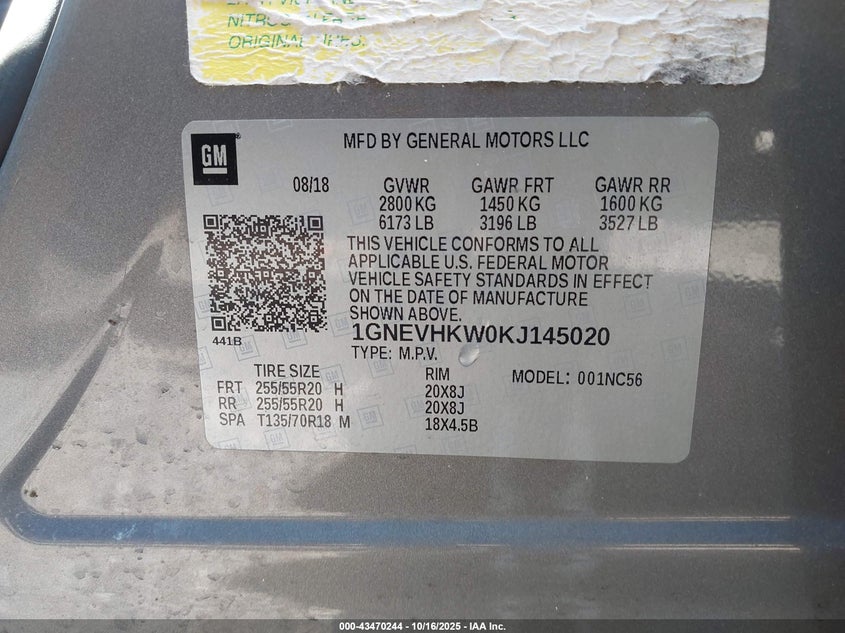 ORIGINAL TIRES.
GM
MFD BY GENERAL MOTORS LLC
08/18 GVWR GAWR FRT GAWR RR
2800 KG 1450 KG 1600 KG
6173 LB 3196 LB 3527 LB
THIS VEHICLE CONFORMS TO ALL
APPLICABLE U.S. FEDERAL MOTOR
VEHICLE SAFETY STANDARDS IN EFFECT
ON THE DATE OF MANUFACTURE
SHOWN ABOVE.
441B
1GNEVHKW0KJ145020
TYPE: M.P.V.
TIRE SIZE RIM MODEL: 001NC56
FRT 255/55R20 H 20X8J
RR 255/55R20 H 20X8J
SPA T135/70R18 M 18X4.5B
000-43470244 - 10/16/2025 - IAA Inc.